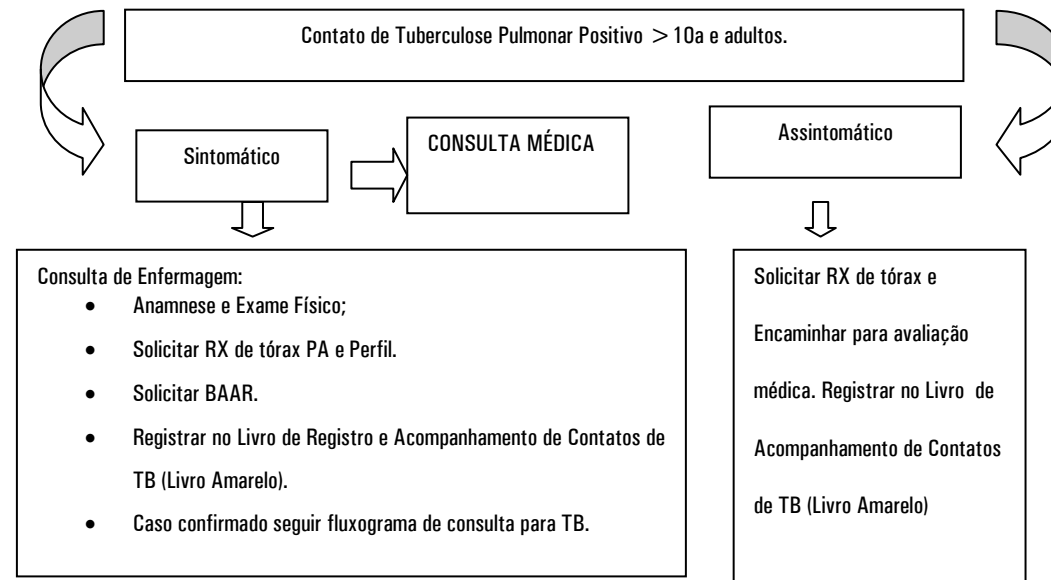 Contato de Tuberculose Pulmonar Positivo > 10a e adultos.
Sintomático
CONSULTA MÉDICA
Assintomático
Consulta de Enfermagem:
• Anamnese e Exame Físico;
• Solicitar RX de tórax PA e Perfil.
• Solicitar BAAR.
• Registrar no Livro de Registro e Acompanhamento de Contatos de
TB (Livro Amarelo).
• Caso confirmado seguir fluxograma de consulta para TB.
Solicitar RX de tórax e
Encaminhar para avaliação
médica. Registrar no Livro de
Acompanhamento de Contatos
de TB (Livro Amarelo)